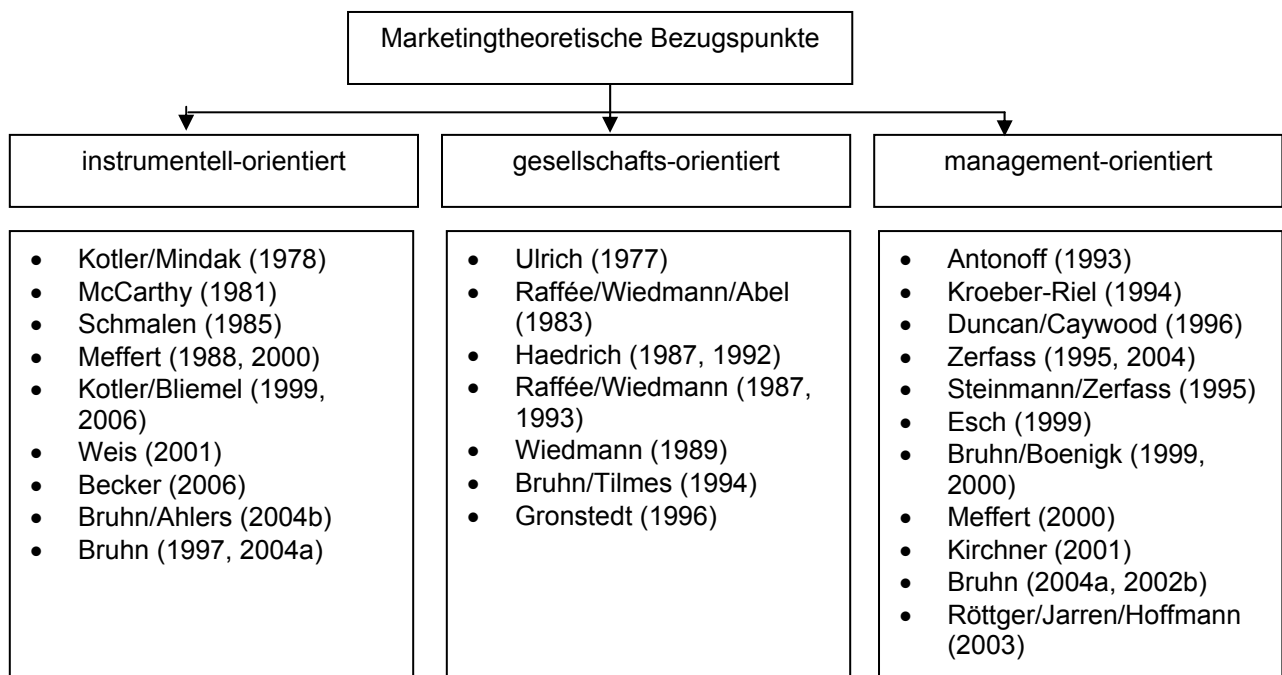 Marketingtheoretische Bezugspunkte
instrumentell-orientiert
gesellschafts-orientiert
management-orientiert
• Kotler/Mindak (1978)
• McCarthy (1981)
• Schmalen (1985)
• Meffert (1988, 2000)
• Kotler/Bliemel (1999,
2006)
• Weis (2001)
• Becker (2006)
• Bruhn/Ahlers (2004b)
• Bruhn (1997, 2004a)
• Ulrich (1977)
• Raffée/Wiedmann/Abel
(1983)
• Haedrich (1987, 1992)
• Raffée/Wiedmann (1987,
1993)
• Wiedmann (1989)
• Bruhn/Tilmes (1994)
• Gronstedt (1996)
• Antonoff (1993)
• Kroeber-Riel (1994)
• Duncan/Caywood (1996)
• Zerfass (1995, 2004)
• Steinmann/Zerfass (1995)
• Esch (1999)
• Bruhn/Boenigk (1999,
2000)
• Meffert (2000)
• Kirchner (2001)
• Bruhn (2004a, 2002b)
• Röttger/Jarren/Hoffmann
(2003)